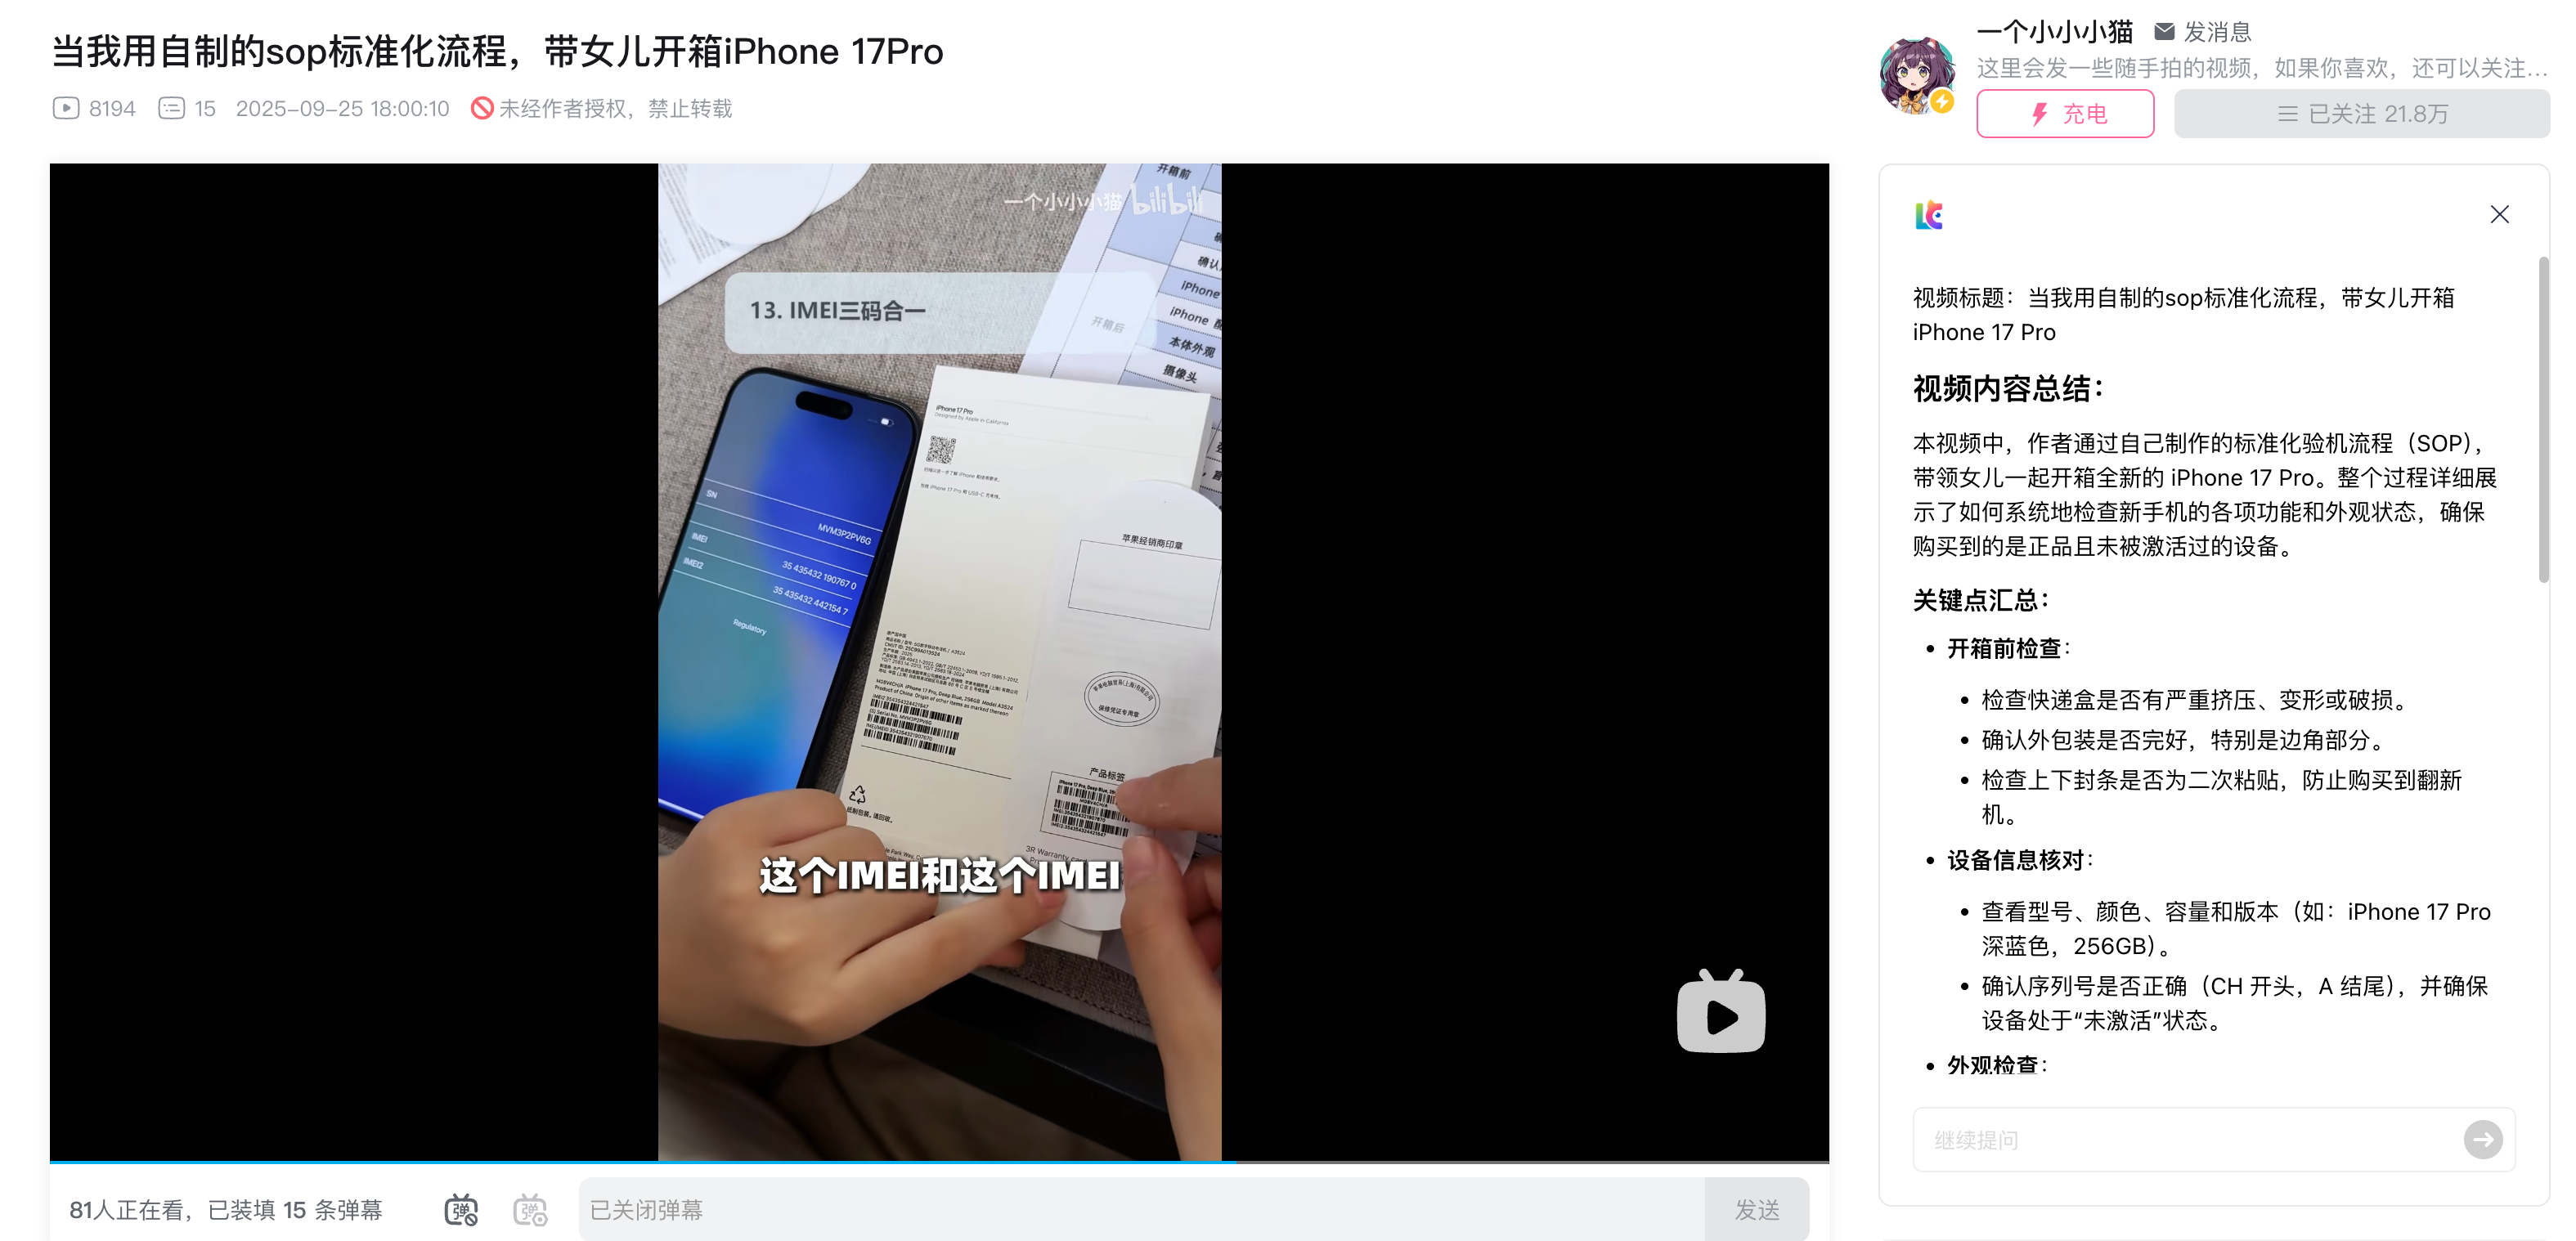 当我用自制的sop标准化流程，带女儿开箱iPhone 17Pro
8194 15 2025-09-25 18:00:10 未经作者授权，禁止转载
一个小小小猫 发消息
这里会发一些随手拍的视频，如果你喜欢，还可以关注...
充电
已关注 21.8万
一个小小小猫 bilibili
开箱前
13. IMEI三码合一
确认
iPhone
iPhone 配
开箱后
本体外观
摄像头
iPhone 17 Pro
Designed by Apple in California
SN
MVM3P2PV6G
IMEI
35 435432 190767 0
IMEI2
35 435432 442154 7
Regulatory
苹果经销商印章
保修凭证专用章
产品标签
3R Warranty
这个IMEI和这个IMEI
81人正在看，已装填 15 条弹幕
弹
弹
已关闭弹幕
发送
视频标题：当我用自制的sop标准化流程，带女儿开箱
iPhone 17 Pro
视频内容总结：
本视频中，作者通过自己制作的标准化验机流程（SOP），
带领女儿一起开箱全新的 iPhone 17 Pro。整个过程详细展
示了如何系统地检查新手机的各项功能和外观状态，确保
购买到的是正品且未被激活过的设备。
关键点汇总：
• 开箱前检查：
• 检查快递盒是否有严重挤压、变形或破损。
• 确认外包装是否完好，特别是边角部分。
• 检查上下封条是否为二次粘贴，防止购买到翻新
机。
• 设备信息核对：
• 查看型号、颜色、容量和版本（如：iPhone 17 Pro
深蓝色，256GB）。
• 确认序列号是否正确（CH 开头，A 结尾），并确保
设备处于“未激活”状态。
• 外观检查：
继续提问